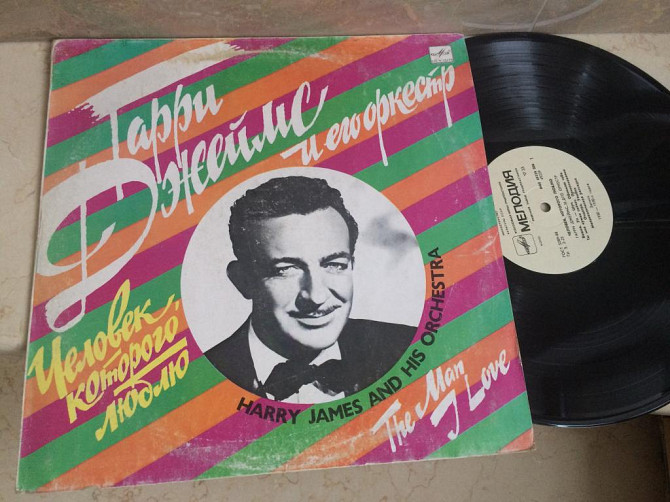 Гарри
Джеймс
и его оркестр
Человек,
которого
люблю
HARRY JAMES AND HIS ORCHESTRA
The Man
I Love
МЕЛОДИЯ